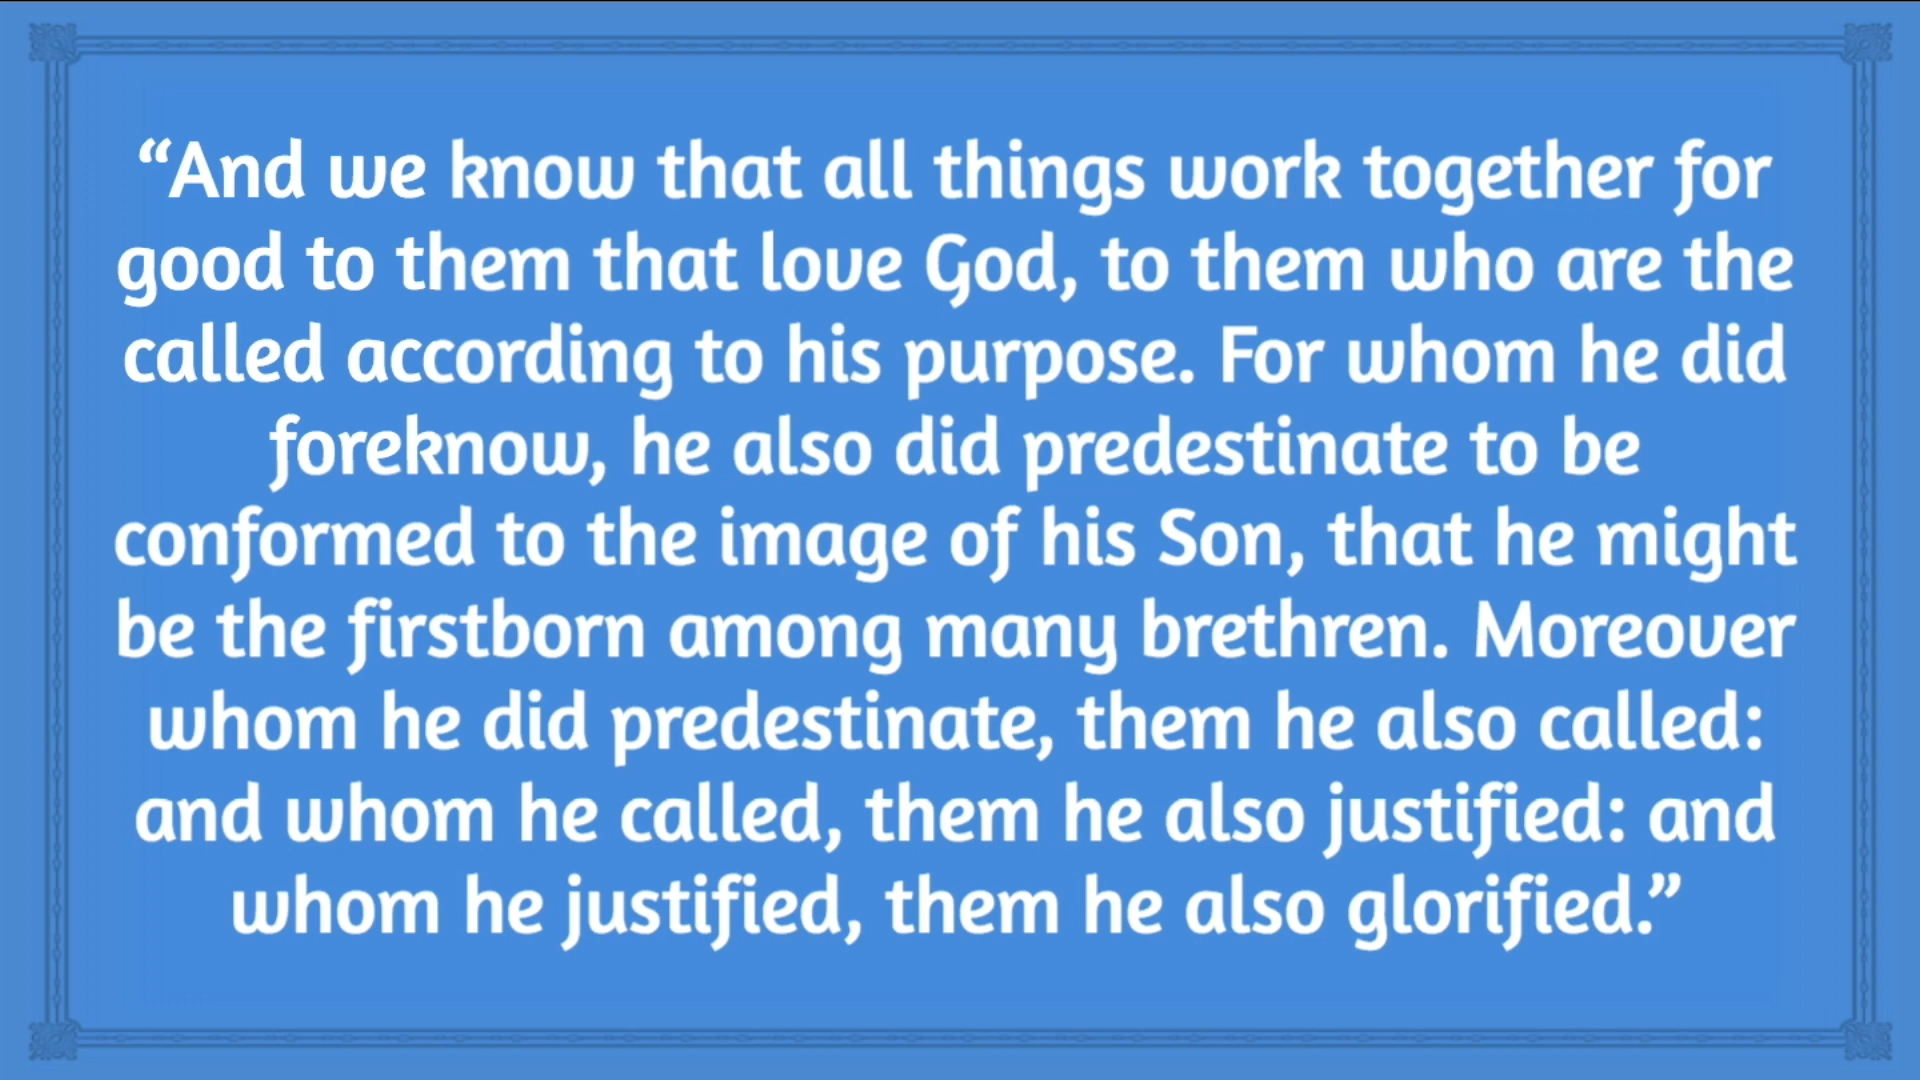 “And we know that all things work together for
good to them that love God, to them who are the
called according to his purpose. For whom he did
foreknow, he also did predestinate to be
conformed to the image of his Son, that he might
be the firstborn among many brethren. Moreover
whom he did predestinate, them he also called:
and whom he called, them he also justified: and
whom he justified, them he also glorified.”